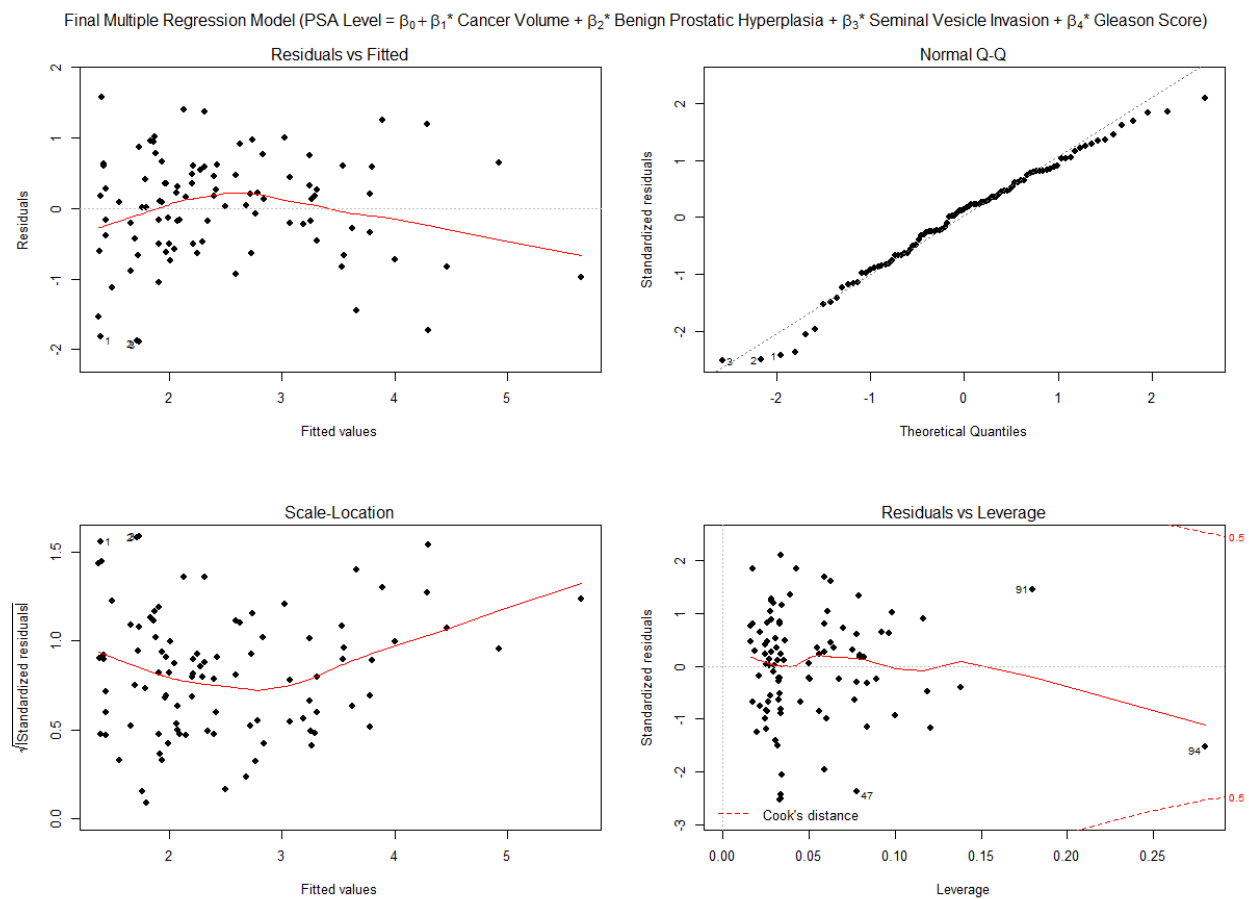 Final Multiple Regression Model (PSA Level = β0 + β1* Cancer Volume + β2* Benign Prostatic Hyperplasia + β3* Seminal Vesicle Invasion + β4* Gleason Score)
Residuals vs Fitted
Residuals
2
1
0
-1
-2
1
3
2 3 4 5
Fitted values
Normal Q-Q
Standardized residuals
2
1
0
-1
-2
3 2 1
-2 -1 0 1 2
Theoretical Quantiles
Scale-Location
√|Standardized residuals|
1.5
1.0
0.5
0.0
1
3
2 3 4 5
Fitted values
Residuals vs Leverage
Standardized residuals
2
1
0
-1
-2
-3
0.5
91
94
47
0.5
Cook's distance
0.00 0.05 0.10 0.15 0.20 0.25
Leverage